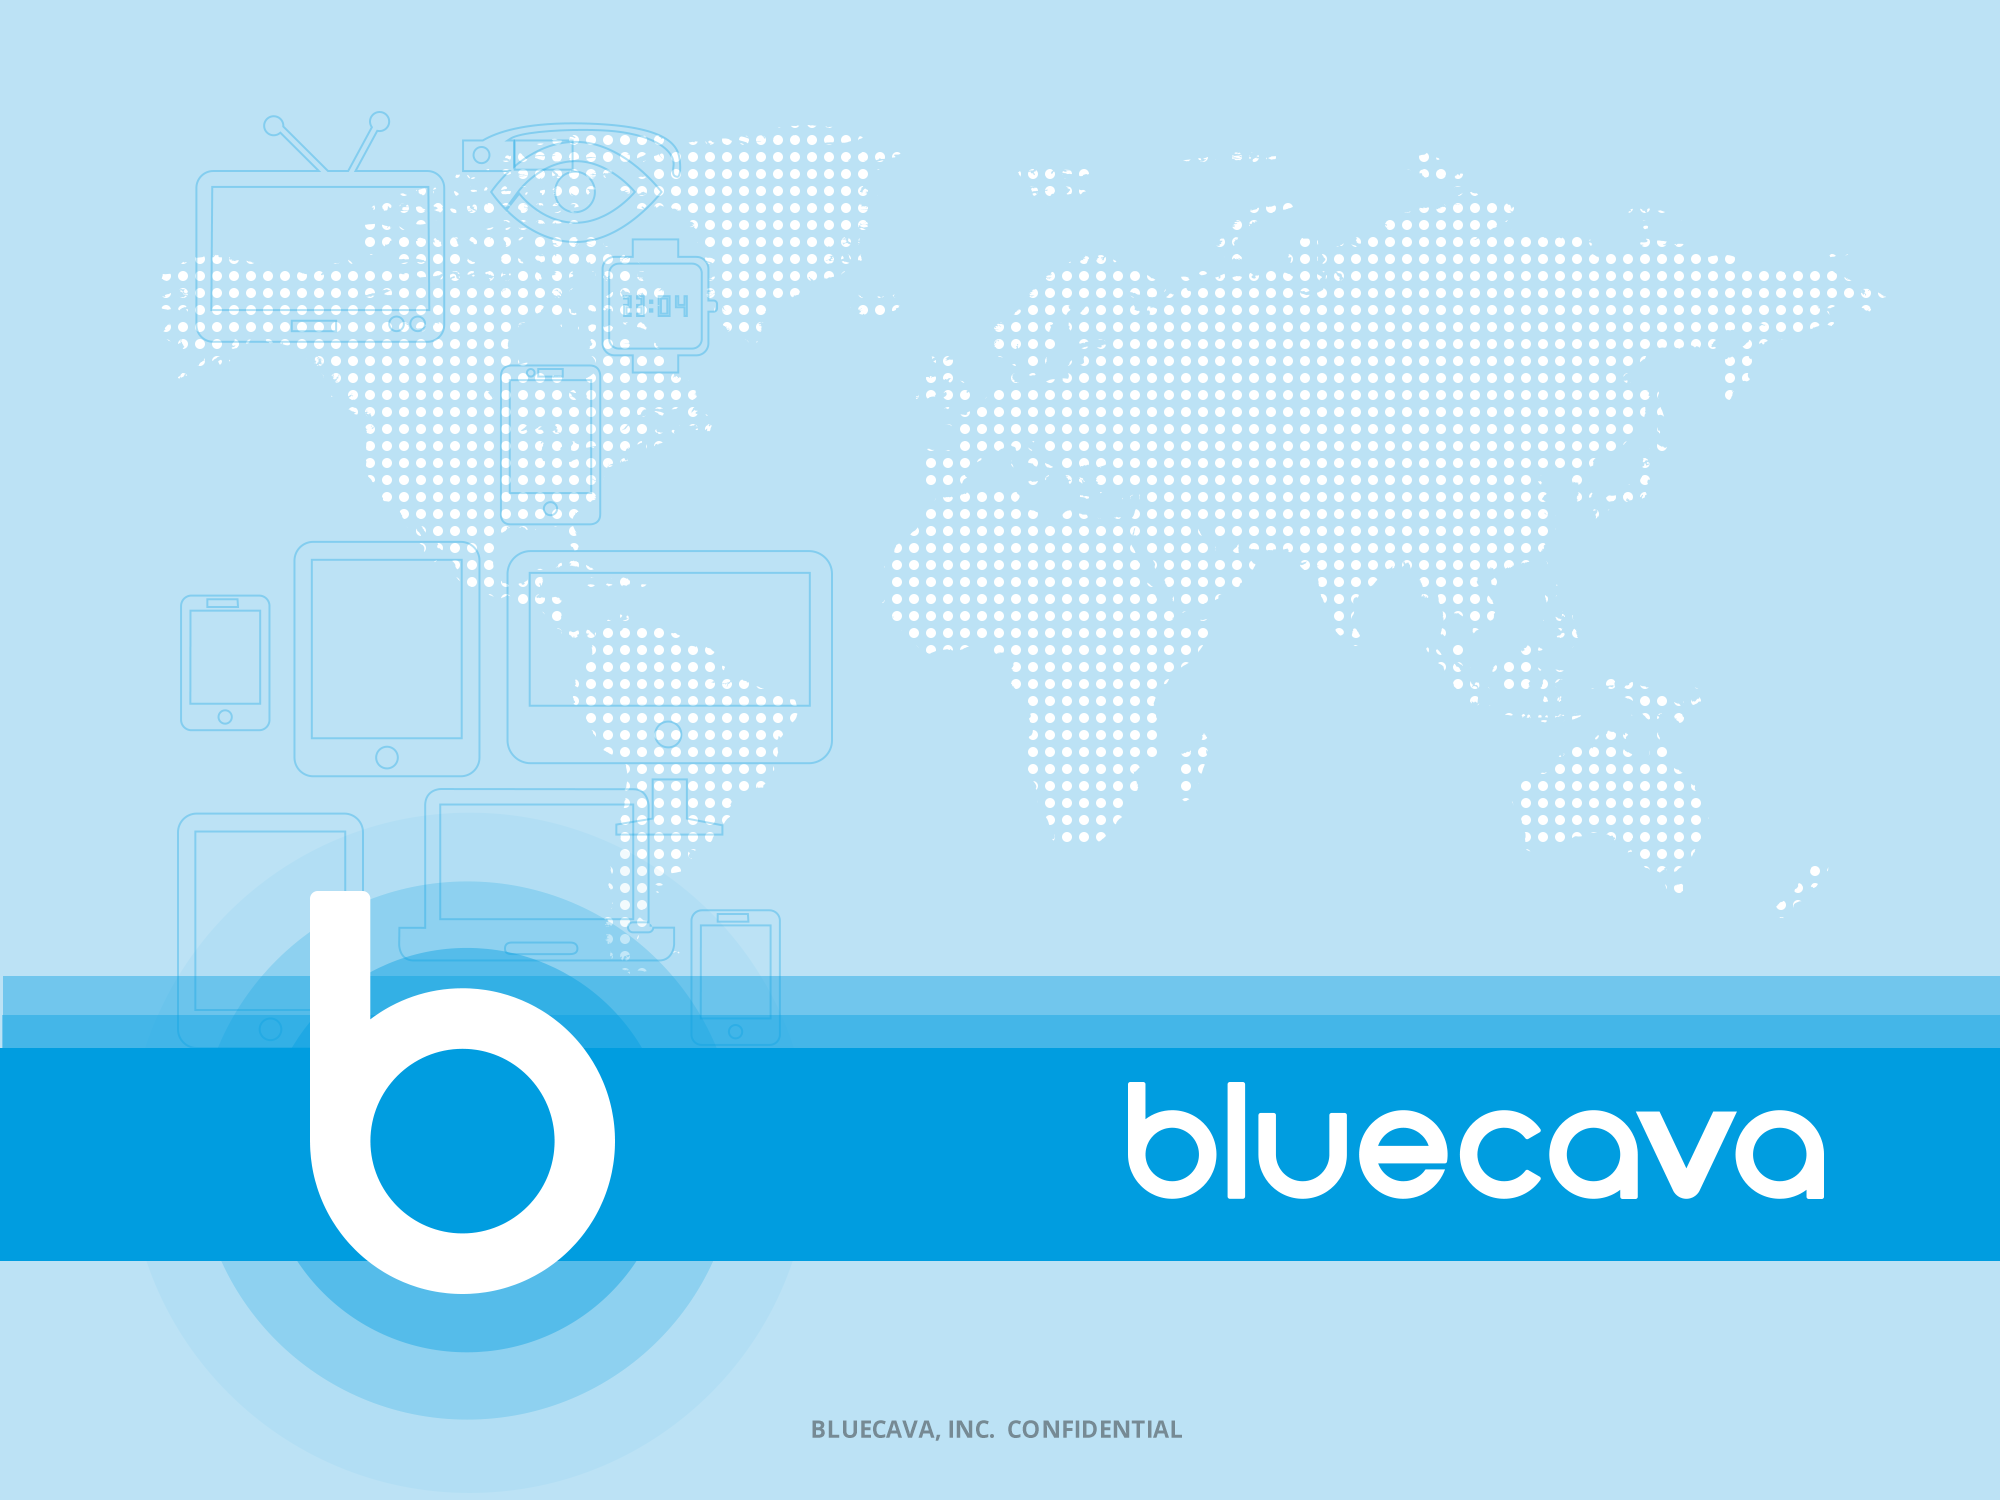 b
bluecava
BLUECAVA, INC. CONFIDENTIAL